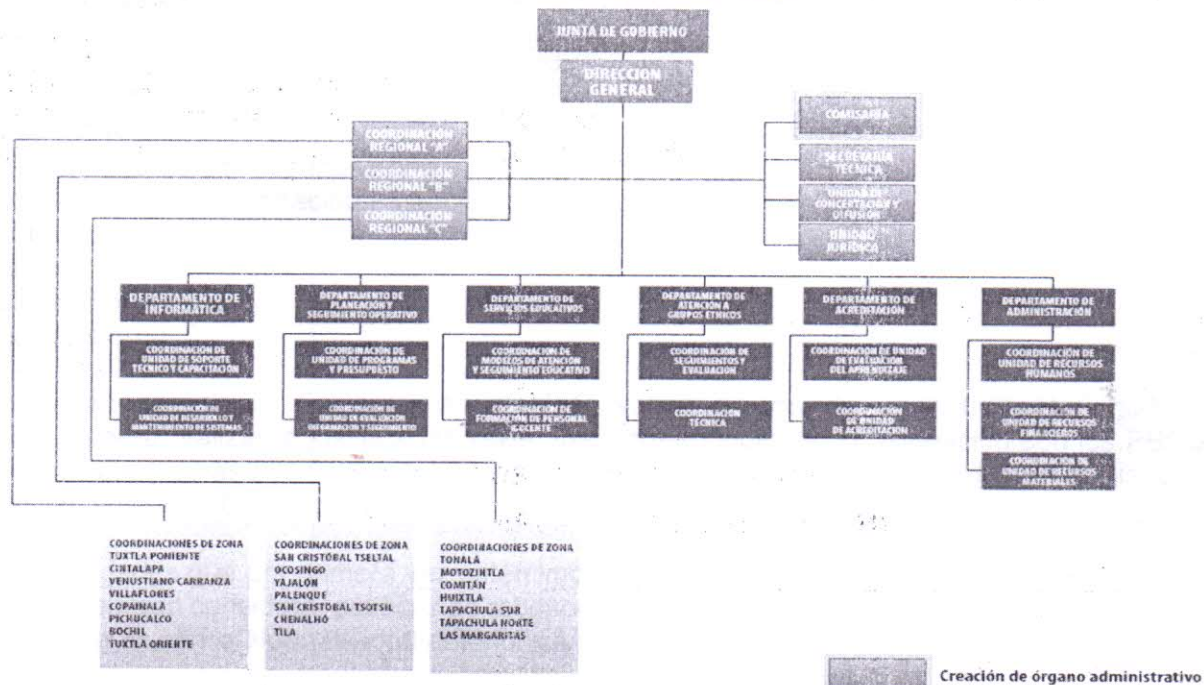 JUNTA DE GOBIERNO
DIRECCIÓN
GENERAL
COMISARÍA
COORDINACIÓN
REGIONAL "A"
SECRETARÍA
TÉCNICA
COORDINACIÓN
REGIONAL "B"
UNIDAD DE
CONCERTACIÓN Y
DIFUSIÓN
COORDINACIÓN
REGIONAL "C"
UNIDAD
JURÍDICA
DEPARTAMENTO DE
INFORMÁTICA
DEPARTAMENTO DE
PLANEACIÓN Y
SEGUIMIENTO OPERATIVO
DEPARTAMENTO DE
SERVICIOS EDUCATIVOS
DEPARTAMENTO DE
ATENCIÓN A
GRUPOS ÉTNICOS
DEPARTAMENTO DE
ACREDITACIÓN
DEPARTAMENTO DE
ADMINISTRACIÓN
COORDINACIÓN DE
UNIDAD DE SOPORTE
TÉCNICO Y CAPACITACIÓN
COORDINACIÓN DE
UNIDAD DE PROGRAMAS
Y PRESUPUESTO
COORDINACIÓN DE
MODELOS DE ATENCIÓN
Y SEGUIMIENTO EDUCATIVO
COORDINACIÓN DE
SEGUIMIENTOS Y
EVALUACIÓN
COORDINACIÓN DE UNIDAD
DE EVALUACIÓN
DEL APRENDIZAJE
COORDINACIÓN DE
UNIDAD DE RECURSOS
HUMANOS
COORDINACIÓN DE
UNIDAD DE DESARROLLO Y
MANTENIMIENTO DE SISTEMAS
COORDINACIÓN DE
UNIDAD DE EVALUACIÓN
INFORMACIÓN Y SEGUIMIENTO
COORDINACIÓN DE
FORMACIÓN DE PERSONAL
DOCENTE
COORDINACIÓN
TÉCNICA
COORDINACIÓN
DE UNIDAD
DE ACREDITACIÓN
COORDINACIÓN DE
UNIDAD DE RECURSOS
FINACIEROS
COORDINACIÓN DE
UNIDAD DE RECURSOS
MATERIALES
COORDINACIONES DE ZONA
TUXTLA PONIENTE
CINTALAPA
VENUSTIANO CARRANZA
VILLAFLORES
COPAINALÁ
PICHUCALCO
BOCHIL
TUXTLA ORIENTE
COORDINACIONES DE ZONA
SAN CRISTÓBAL TSELTAL
OCOSINGO
YAJALÓN
PALENQUE
SAN CRISTÓBAL TSOTSIL
CHENALHÓ
TILA
COORDINACIONES DE ZONA
TONALÁ
MOTOZINTLA
COMITÁN
HUIXTLA
TAPACHULA SUR
TAPACHULA NORTE
LAS MARGARITAS
Creación de órgano administrativo